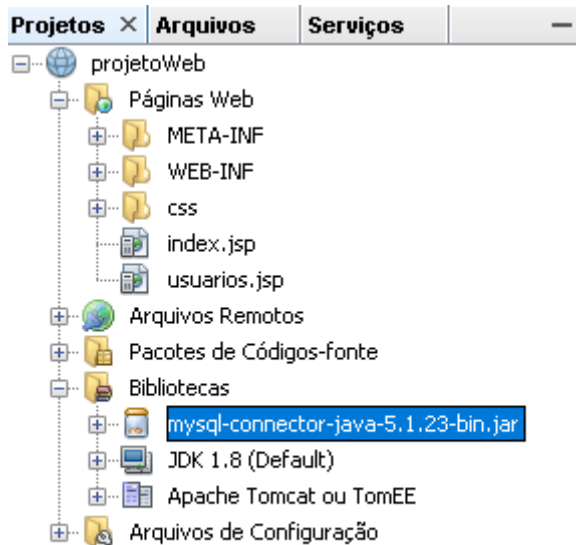 Projetos × Arquivos Serviços
projetoWeb
Páginas Web
META-INF
WEB-INF
css
index.jsp
usuarios.jsp
Arquivos Remotos
Pacotes de Códigos-fonte
Bibliotecas
mysql-connector-java-5.1.23-bin.jar
JDK 1.8 (Default)
Apache Tomcat ou TomEE
Arquivos de Configuração